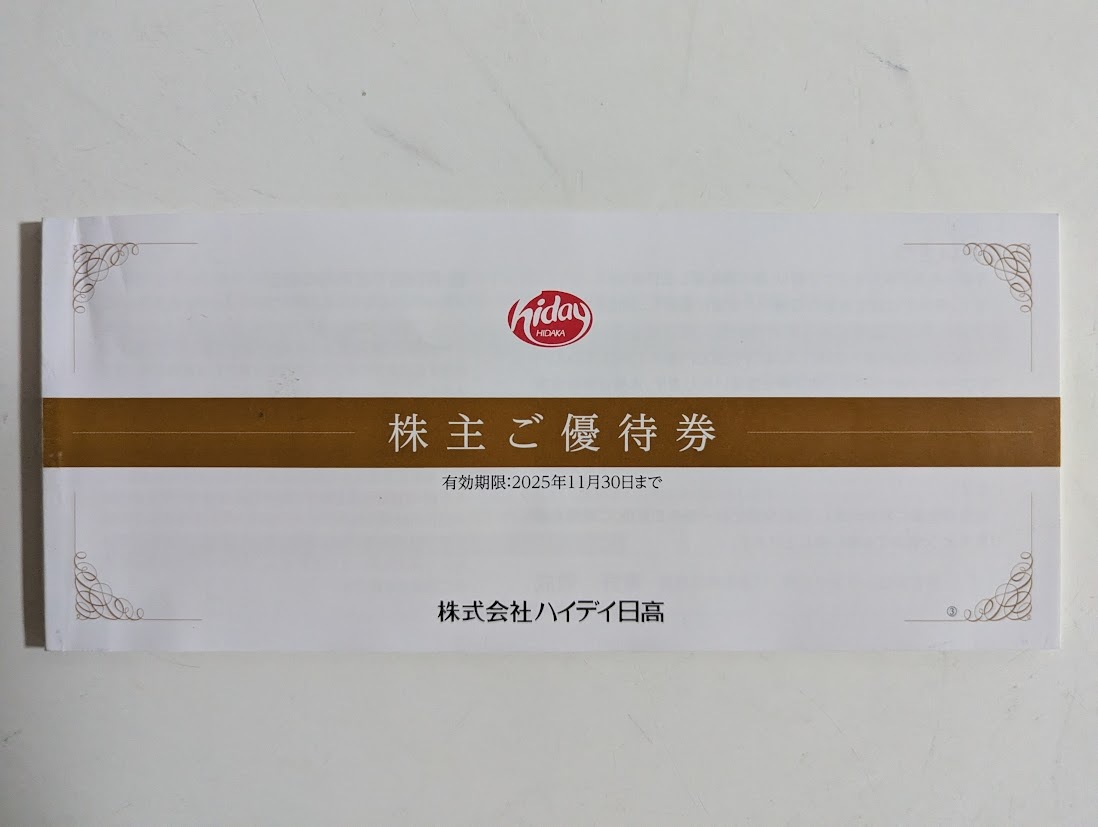 hiday
HIDAKA
株主ご優待券
有効期限:2025年11月30日まで
株式会社ハイデイ日高
③